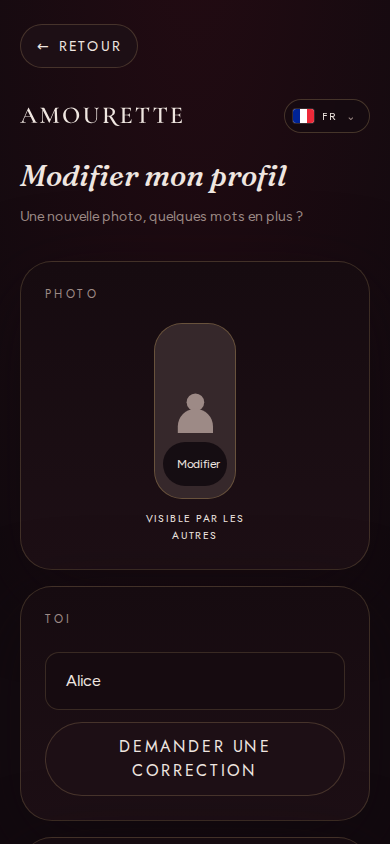 ← RETOUR
AMOURETTE
FR
Modifier mon profil
Une nouvelle photo, quelques mots en plus ?
PHOTO
Modifier
VISIBLE PAR LES
AUTRES
TOI
Alice
DEMANDER UNE
CORRECTION